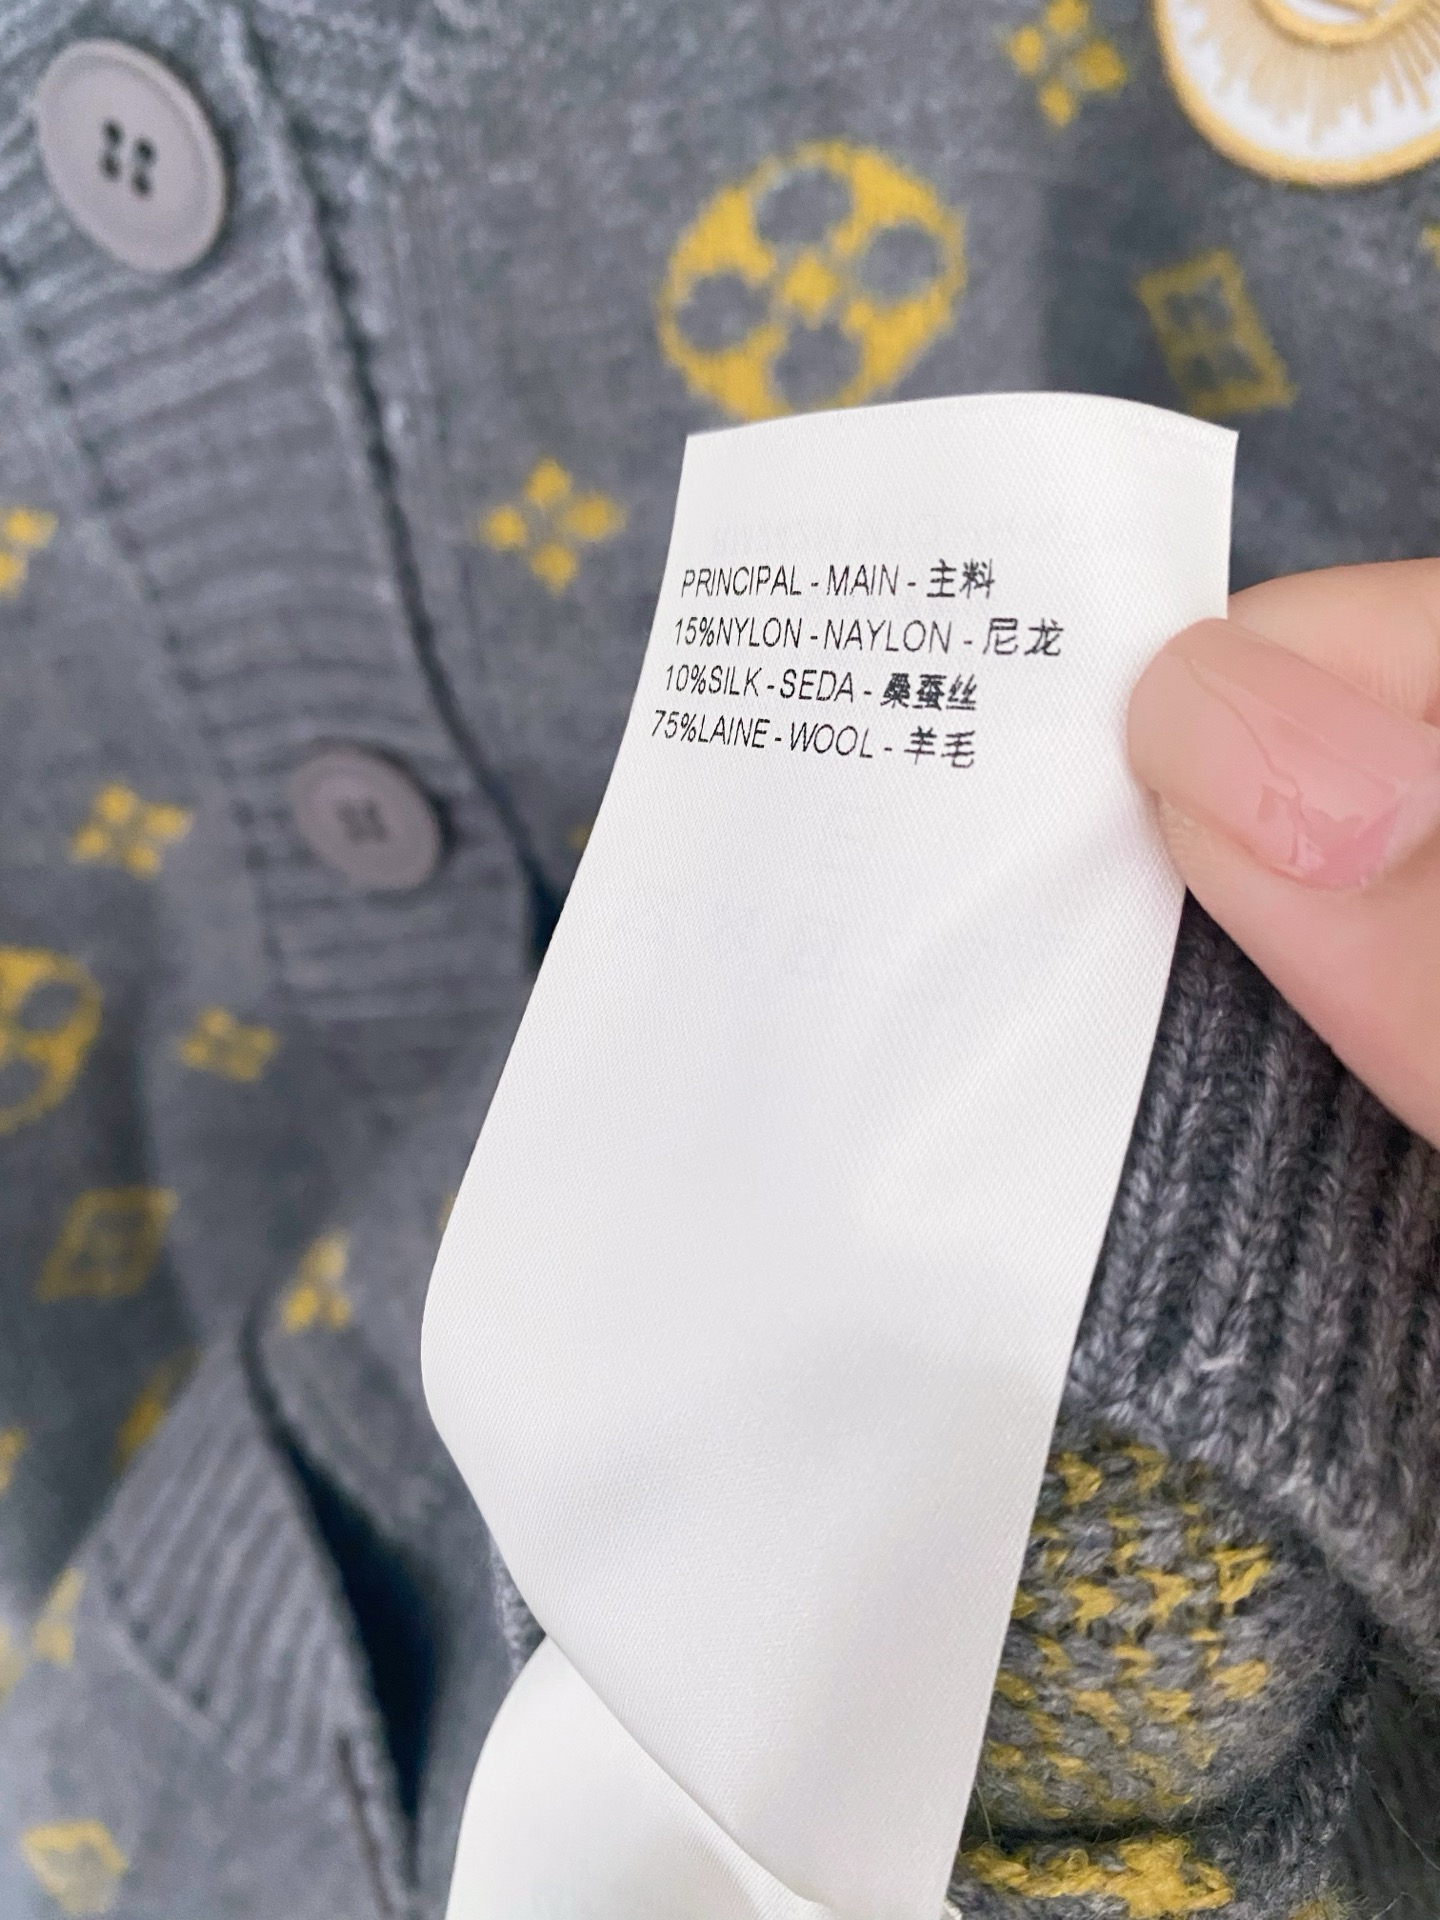 PRINCIPAL - MAIN - 主料
15%NYLON - NAYLON - 尼龙
10%SILK - SEDA - 桑蚕丝
75%LAINE - WOOL - 羊毛